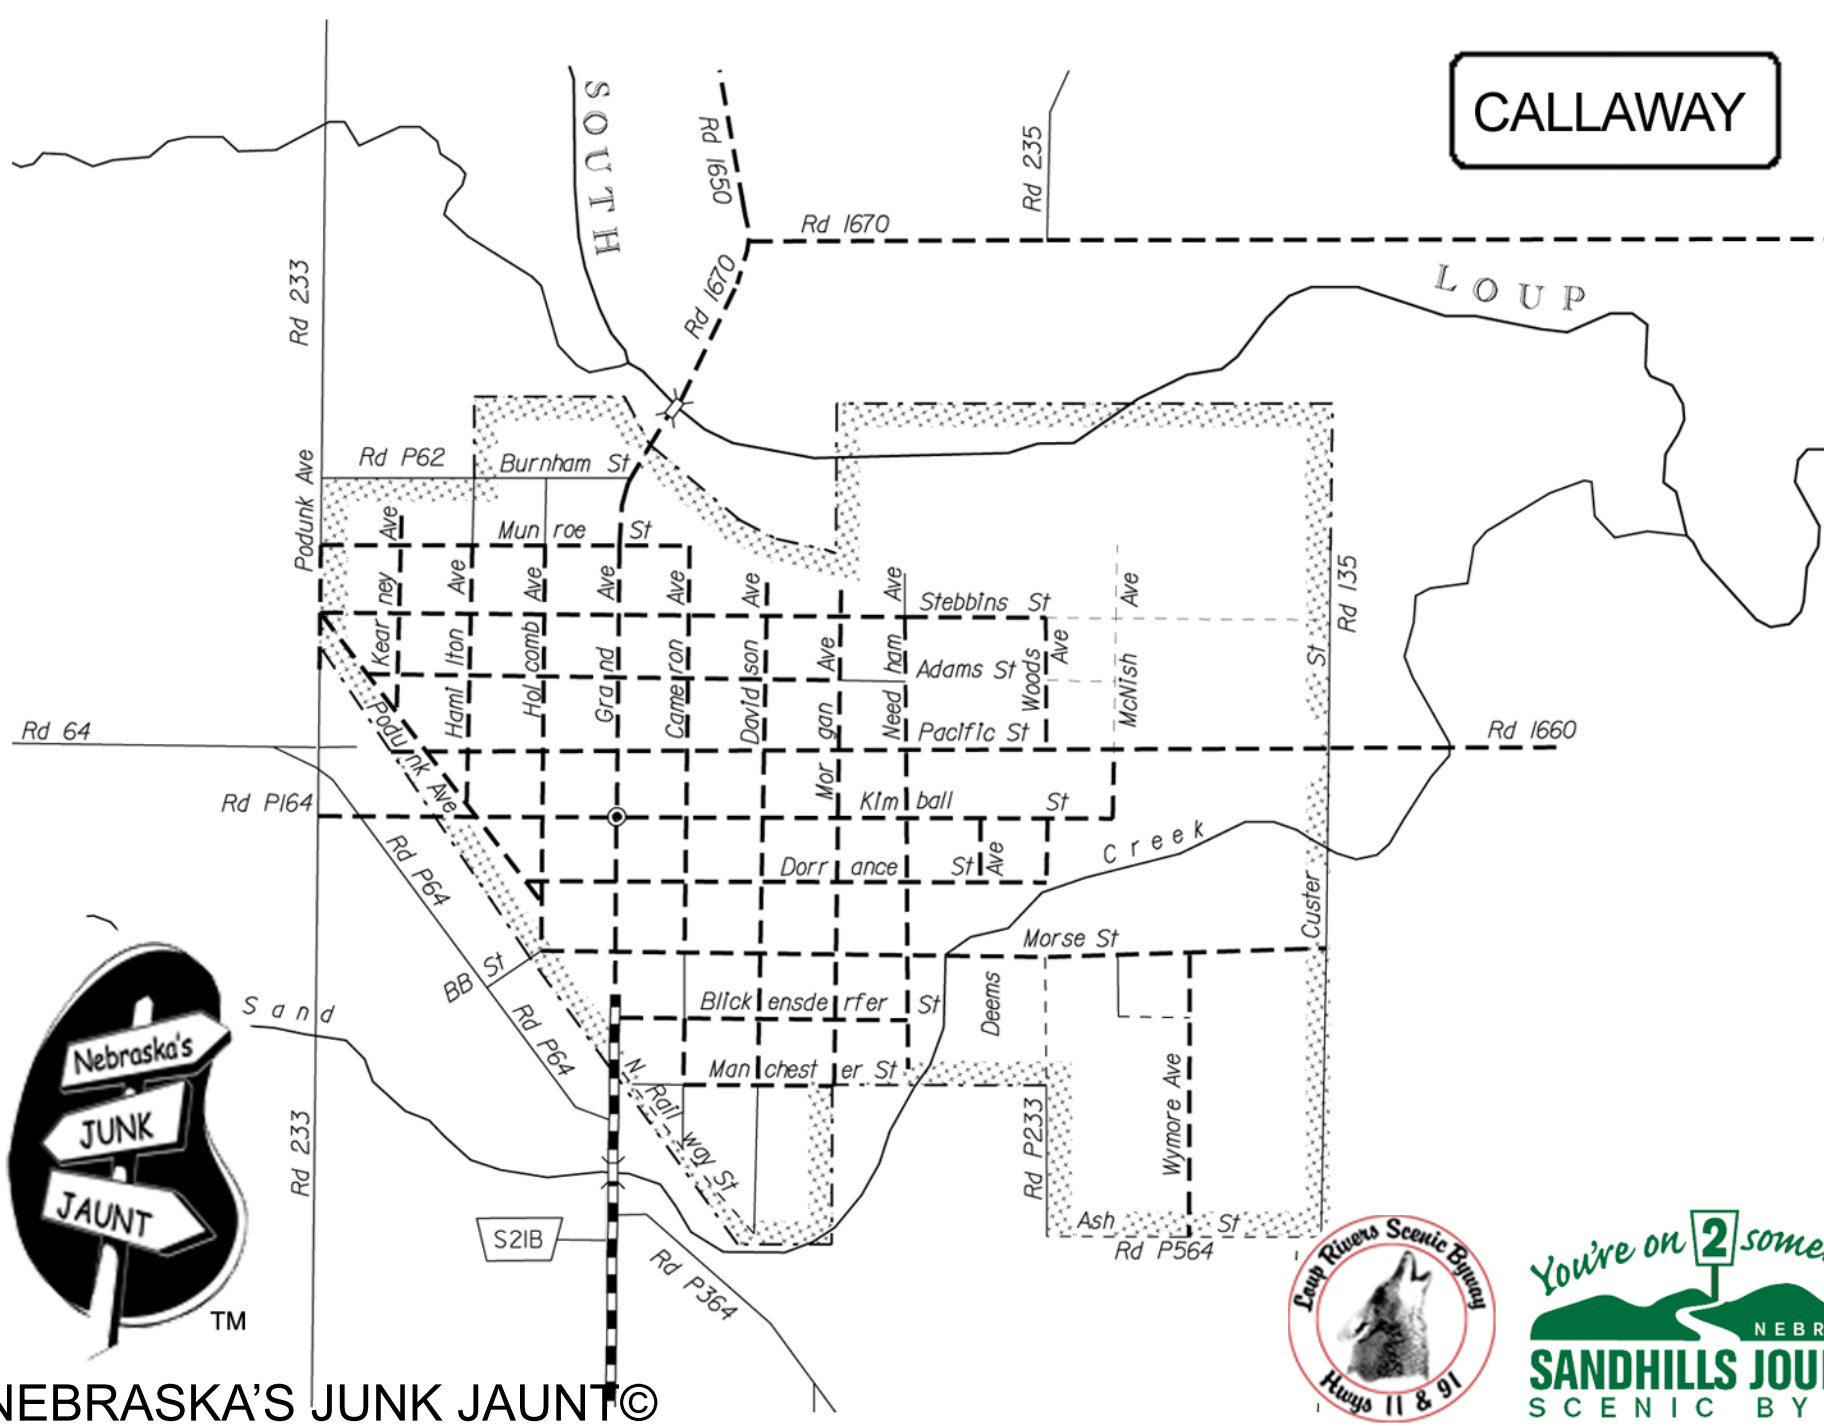 CALLAWAY
SOUTH
Rd 1650
Rd 235
Rd 1670
Rd 1670
LOUP
Rd 233
Rd P62
Burnham St
Podunk Ave
Munroe St
Kearney Ave
Hamilton Ave
Holcomb Ave
Grand Ave
Cameron Ave
Davidson Ave
Morgan Ave
Needham Ave
Woods Ave
McNish Ave
Stebbins St
Adams St
Pacific St
Rd 135
Rd 64
Rd 1660
Podunk Ave
Rd P164
Kimball St
Rd P64
Dorrance St
Ave
Creek
Custer St
Morse St
BB St
Sand
Rd P64
Blickensderfer St
Deems
Manchester St
N. Railway St
Rd 233
Rd P233
Wymore Ave
Ash St
Rd P564
S21B
Rd P364
Nebraska's
JUNK
JAUNT
TM
NEBRASKA'S JUNK JAUNT©
Loup Rivers Scenic Byway
Hwys 11 & 91
You're on 2 some
NEBR
SANDHILLS JOU
SCENIC BY